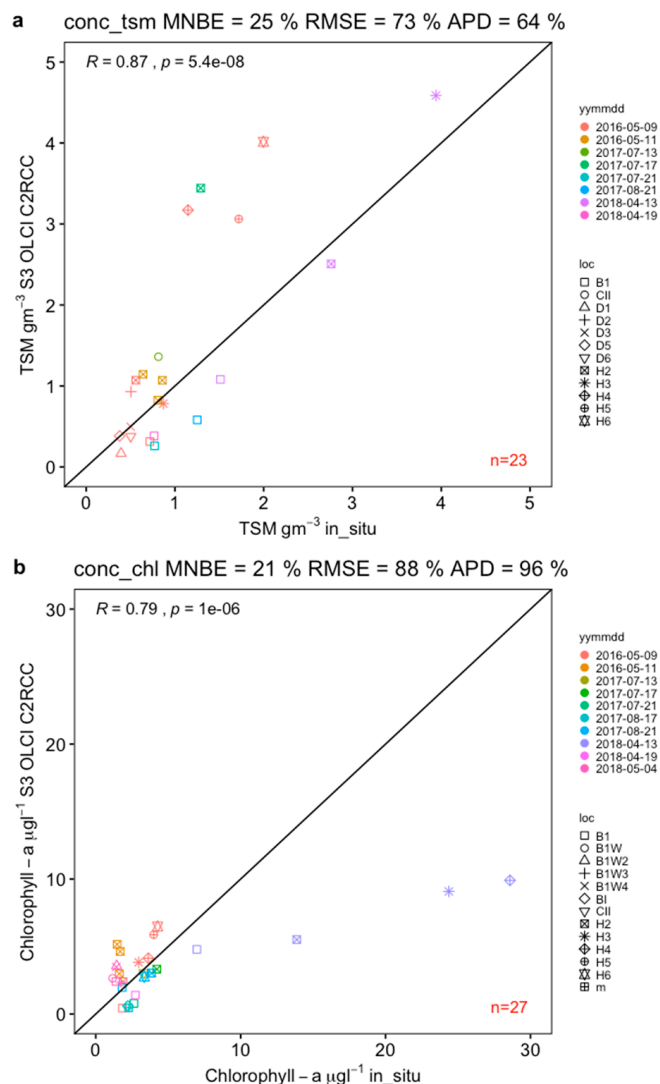 a conc_tsm MNBE = 25 % RMSE = 73 % APD = 64 %
R = 0.87 , p = 5.4e-08
5
4
3
2
1
0
TSM gm⁻³ S3 OLCI C2RCC
n=23
0 1 2 3 4 5
TSM gm⁻³ in_situ
yymmdd
2016-05-09
2016-05-11
2017-07-13
2017-07-17
2017-07-21
2017-08-21
2018-04-13
2018-04-19
loc
B1
CII
D1
D2
D3
D5
D6
H2
H3
H4
H5
H6
b conc_chl MNBE = 21 % RMSE = 88 % APD = 96 %
R = 0.79 , p = 1e-06
30
20
10
0
Chlorophyll – a μgl⁻¹ S3 OLCI C2RCC
n=27
0 10 20 30
Chlorophyll – a μgl⁻¹ in_situ
yymmdd
2016-05-09
2016-05-11
2017-07-13
2017-07-17
2017-07-21
2017-08-17
2017-08-21
2018-04-13
2018-04-19
2018-05-04
loc
B1
B1W
B1W2
B1W3
B1W4
BI
CII
H2
H3
H4
H5
H6
m